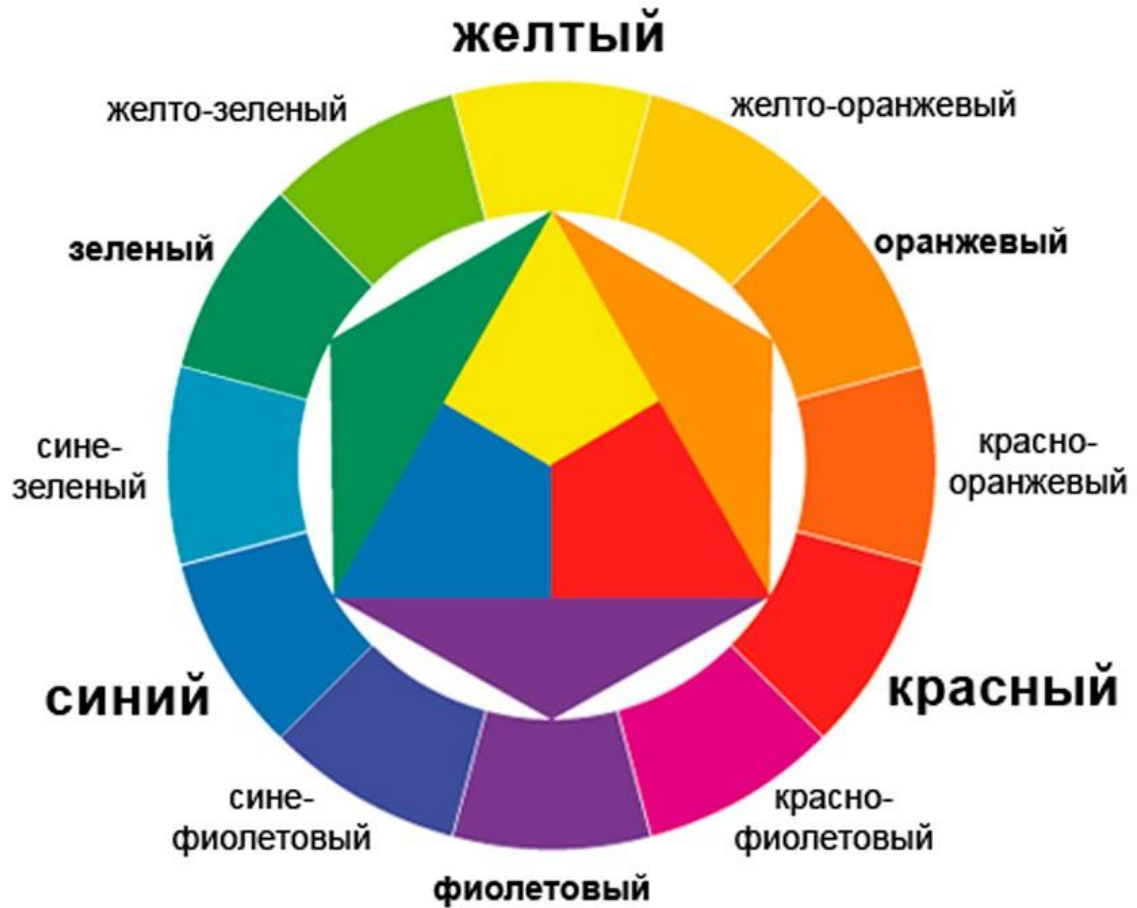 желтый
желто-зеленый
желто-оранжевый
зеленый
оранжевый
сине-
зеленый
красно-
оранжевый
синий
красный
сине-
фиолетовый
красно-
фиолетовый
фиолетовый